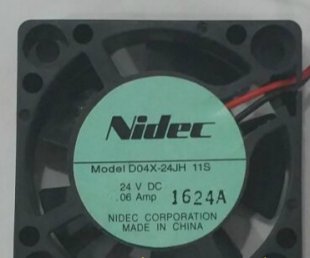 Nidec
Model D04X-24JH 11S
24 V DC
.06 Amp 1624A
NIDEC CORPORATION
MADE IN CHINA